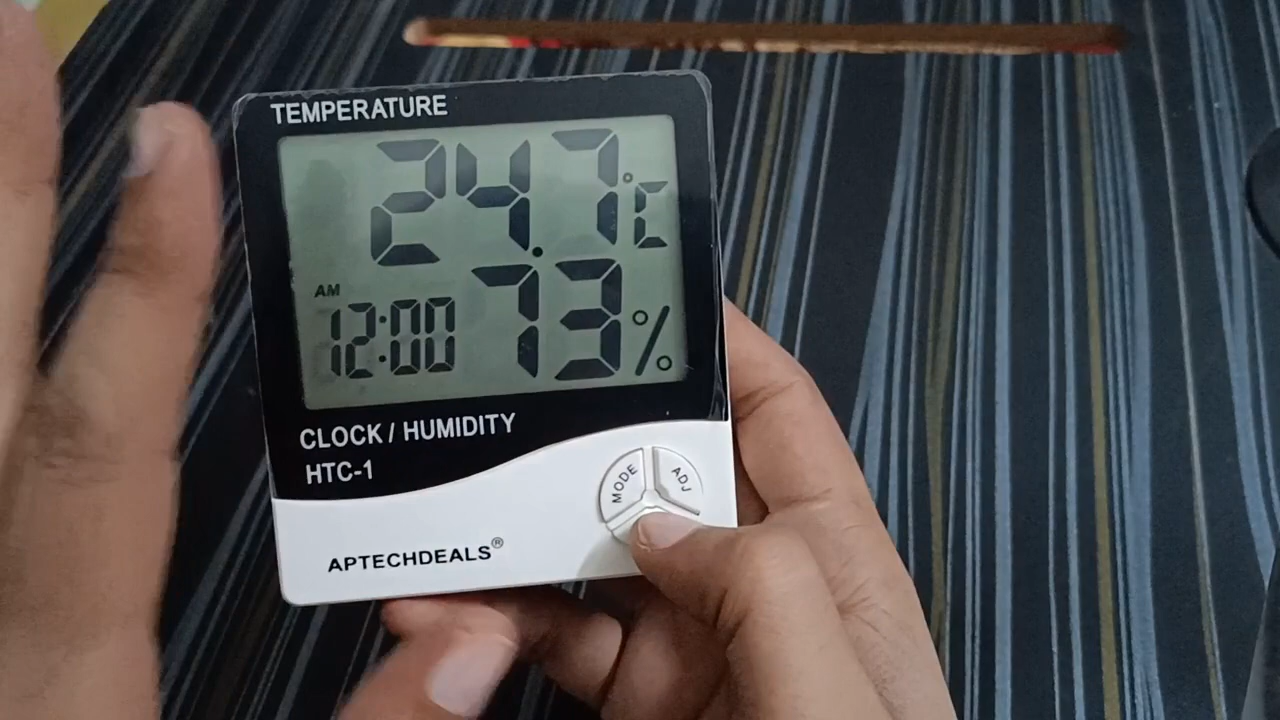 TEMPERATURE
24.7°C
AM
12:00 73%
CLOCK / HUMIDITY
HTC-1
MODE ADJ
APTECHDEALS®